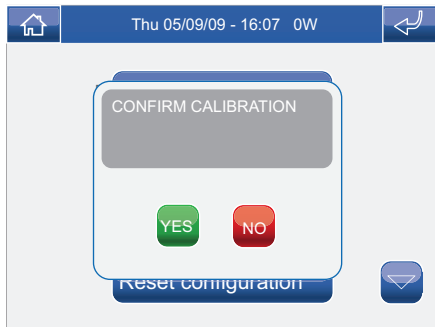 Thu 05/09/09 - 16:07 0W
CONFIRM CALIBRATION
YES
NO
Reset configuration